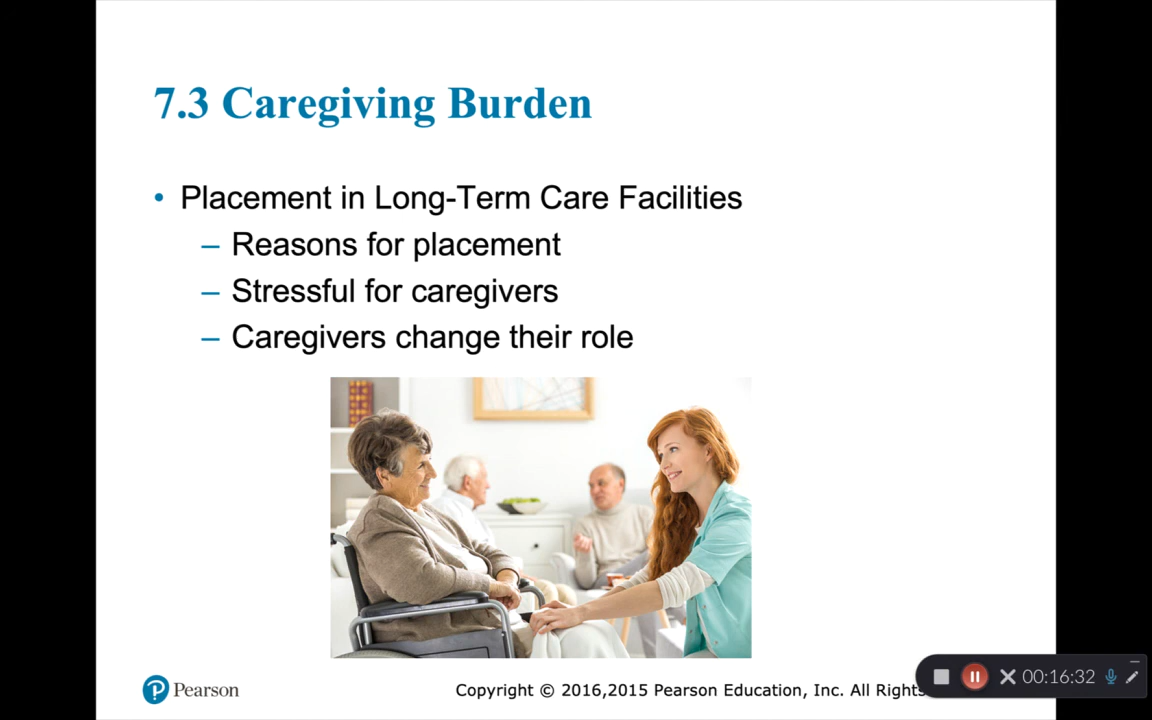 7.3 Caregiving Burden
• Placement in Long-Term Care Facilities
– Reasons for placement
– Stressful for caregivers
– Caregivers change their role
Pearson
Copyright © 2016,2015 Pearson Education, Inc. All Rights
00:16:32